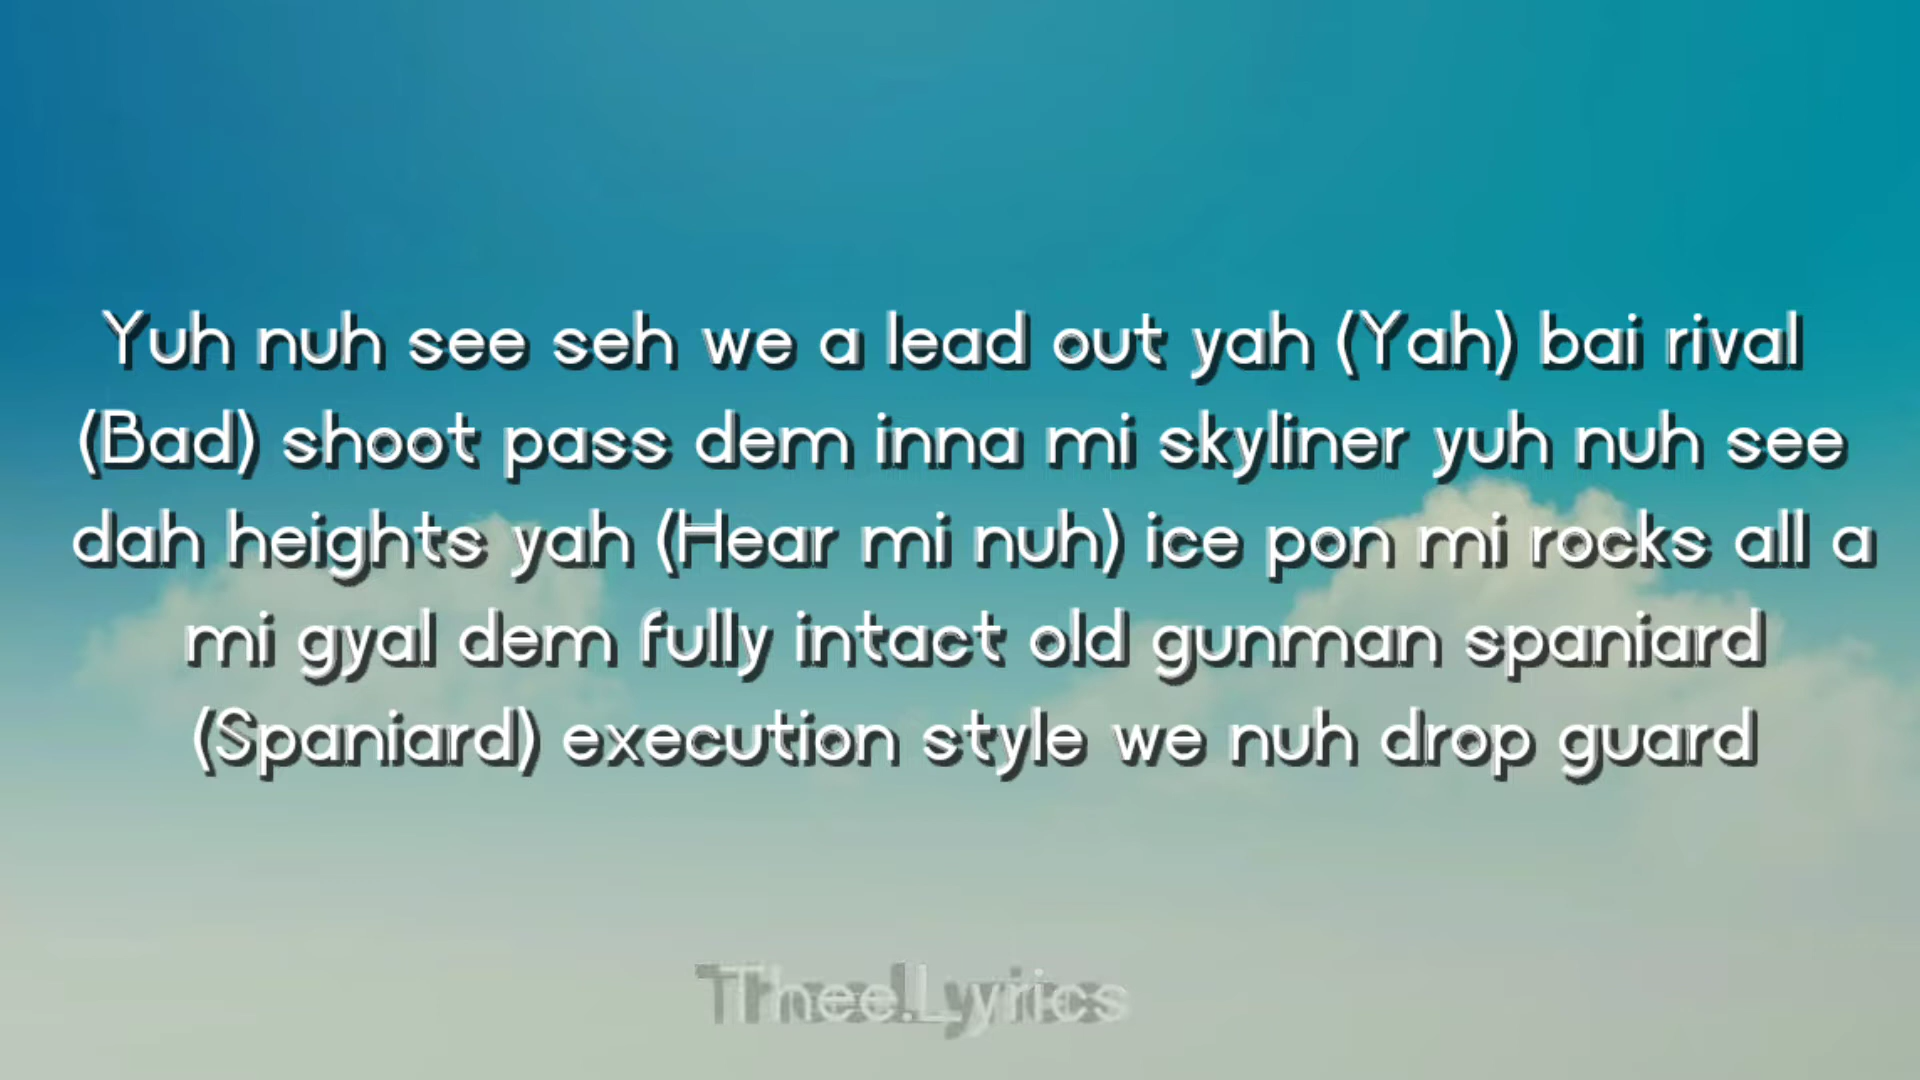 Yuh nuh see seh we a lead out yah (Yah) bai rival
(Bad) shoot pass dem inna mi skyliner yuh nuh see
dah heights yah (Hear mi nuh) ice pon mi rocks all a
mi gyal dem fully intact old gunman spaniard
(Spaniard) execution style we nuh drop guard
Thee.Lyrics